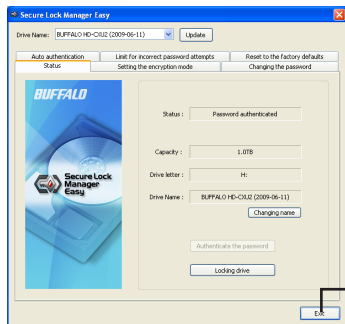 Secure Lock Manager Easy
Drive Name: BUFFALO HD-CXU2 (2009-06-11) Update
Auto authentication Limit for incorrect password attempts Reset to the factory defaults
Status Setting the encryption mode Changing the password
BUFFALO
Secure Lock
Manager
Easy
Status : Password authenticated
Capacity : 1.0TB
Drive letter : H:
Drive Name : BUFFALO HD-CXU2 (2009-06-11)
Changing name
Authenticate the password
Locking drive
Exit